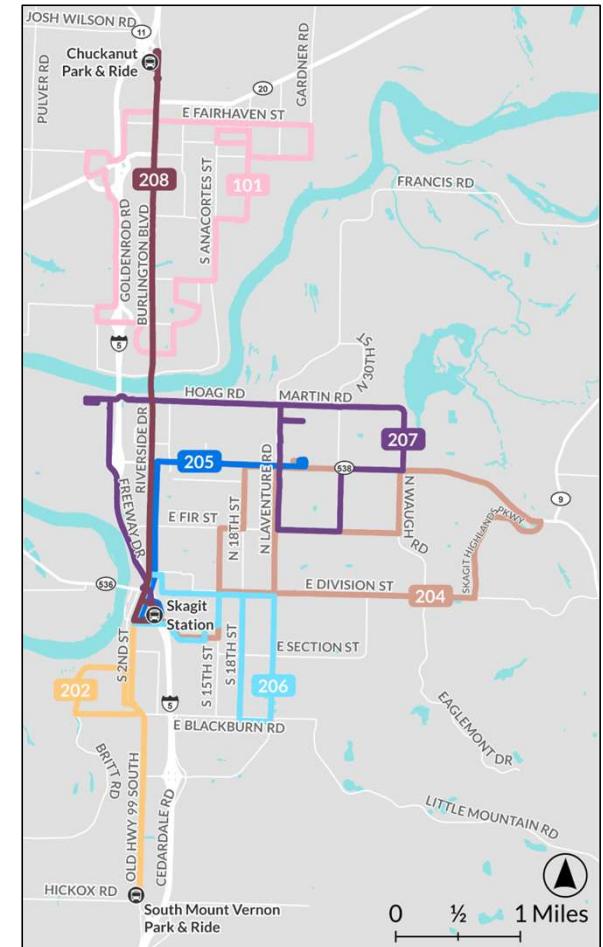 JOSH WILSON RD
11
Chuckanut
Park & Ride
PULVER RD
20
GARDNER RD
E FAIRHAVEN ST
208
101
FRANCIS RD
GOLDENROD RD
BURLINGTON BLVD
S ANACORTES ST
5
N 30TH ST
HOAG RD
MARTIN RD
207
205
538
RIVERSIDE DR
FREEWAY DR
N LAVENTURE RD
N 18TH ST
E FIR ST
N WAUGH
RD
9
SKAGIT HIGHLANDS PKWY
536
E DIVISION ST
204
Skagit
Station
S 2ND ST
S 15TH ST
S 18TH ST
E SECTION ST
202
206
5
E BLACKBURN RD
EAGLEMONT DR
BRITT RD
OLD HWY 99 SOUTH
CEDARDALE RD
LITTLE MOUNTAIN RD
HICKOX RD
South Mount Vernon
Park & Ride
0 ½ 1 Miles